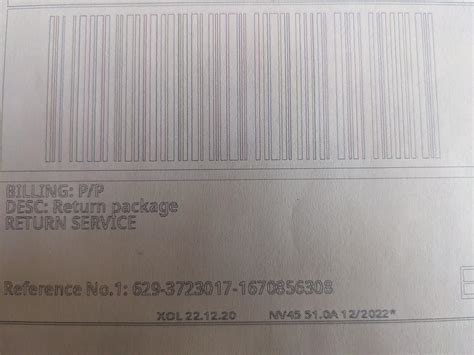 BILLING: P/P
DESC: Return package
RETURN SERVICE
Reference No.1: 629-3723017-1670856308
XOL 22.12.20 NV45 51.0A 12/2022*